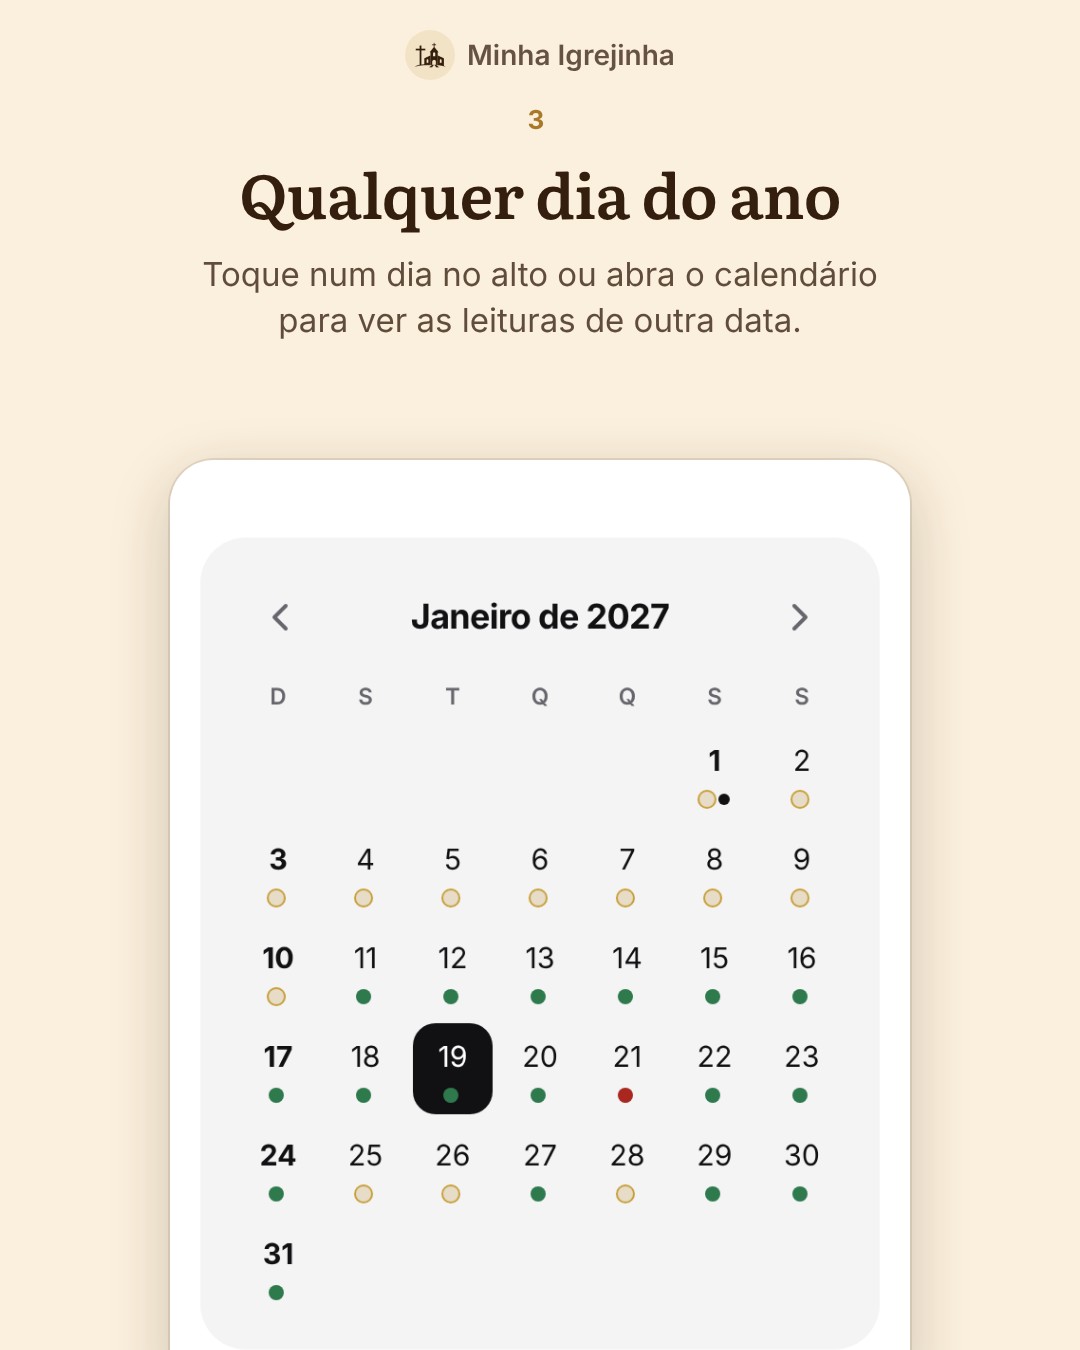 Minha Igrejinha
3
Qualquer dia do ano
Toque num dia no alto ou abra o calendário
para ver as leituras de outra data.
Janeiro de 2027
D S T Q Q S S
1 2
3 4 5 6 7 8 9
10 11 12 13 14 15 16
17 18 19 20 21 22 23
24 25 26 27 28 29 30
31